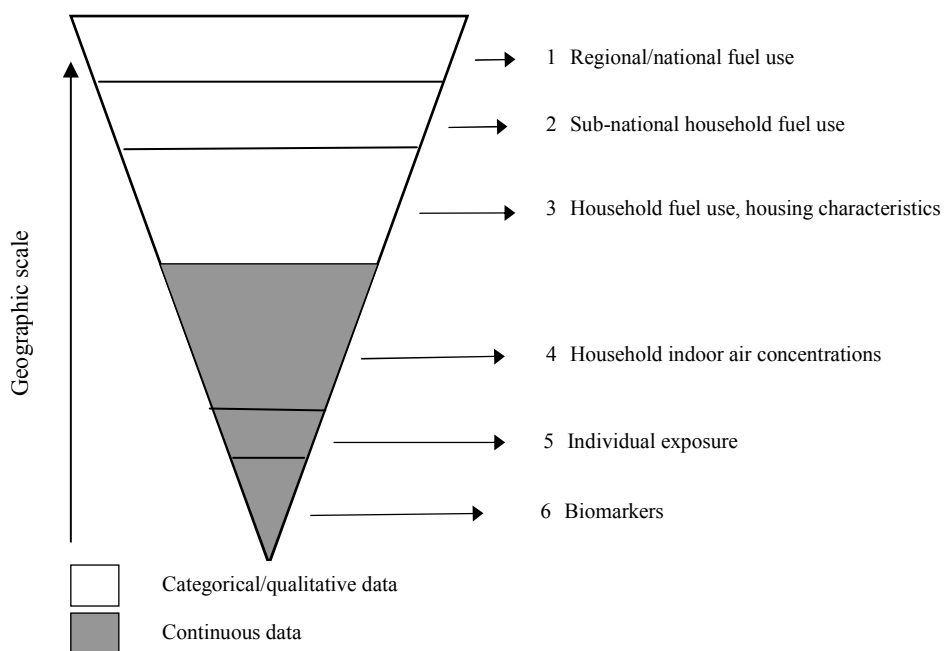 1 Regional/national fuel use
2 Sub-national household fuel use
3 Household fuel use, housing characteristics
Geographic scale
4 Household indoor air concentrations
5 Individual exposure
6 Biomarkers
Categorical/qualitative data
Continuous data